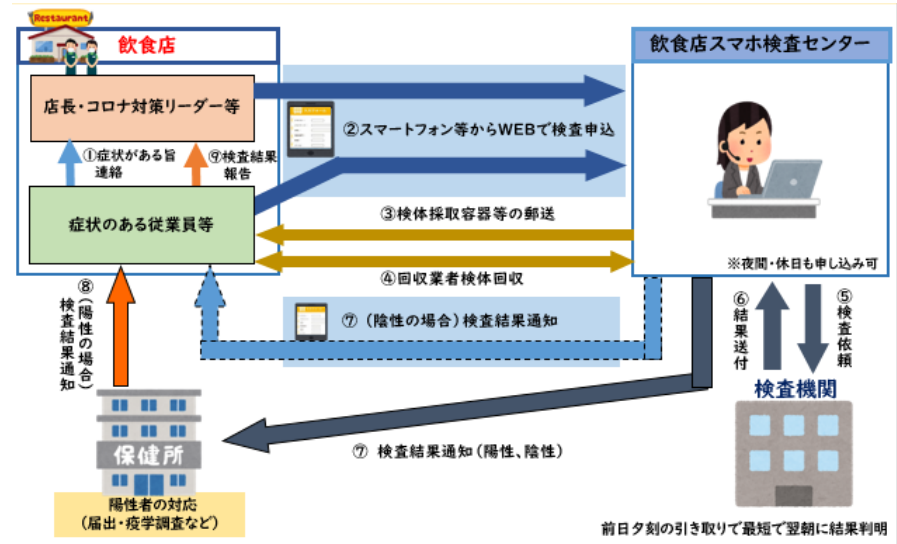 Restaurant
飲食店
飲食店スマホ検査センター
店長・コロナ対策リーダー等
②スマートフォン等からWEBで検査申込
①症状がある旨
連絡
⑨検査結果
報告
症状のある従業員等
③検体採取容器等の郵送
④回収業者検体回収
※夜間・休日も申し込み可
⑧(陽性の場合)
検査結果通知
⑦(陰性の場合)検査結果通知
⑥結果送付
⑤検査依頼
検査機関
保健所
⑦ 検査結果通知(陽性、陰性)
陽性者の対応
(届出・疫学調査など)
前日夕刻の引き取りで最短で翌朝に結果判明